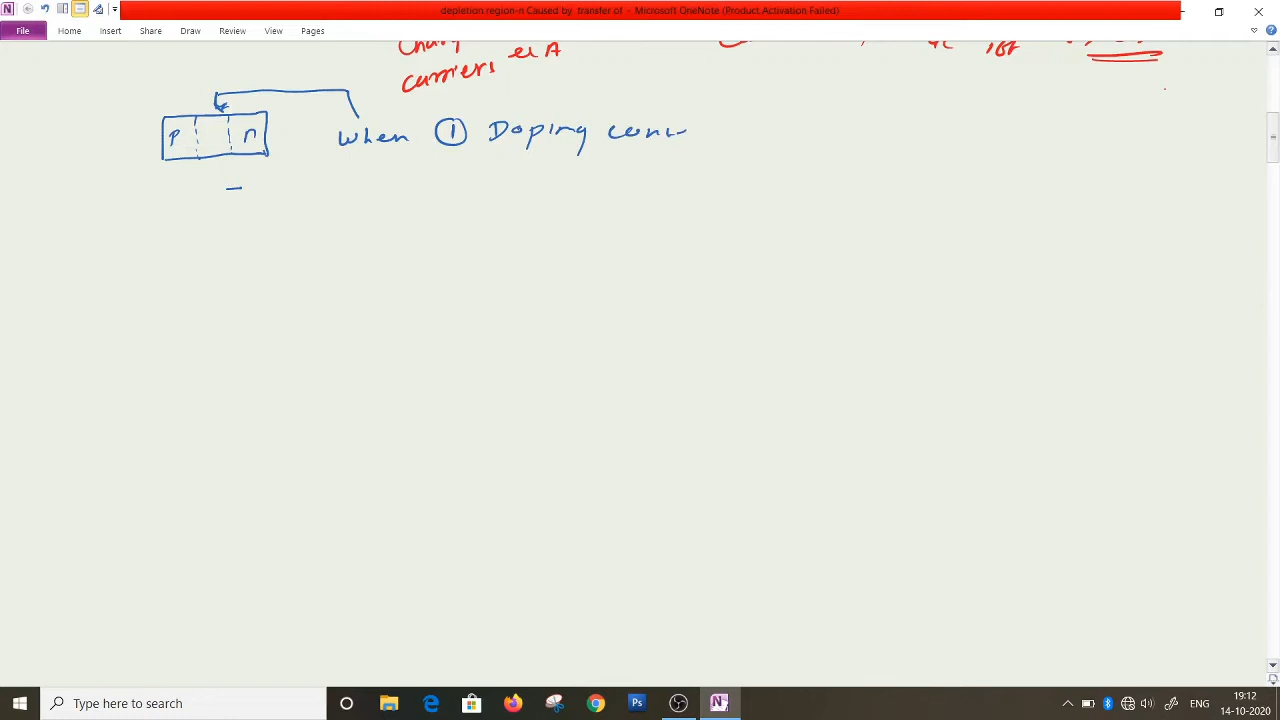 depletion region-n Caused by transfer of - Microsoft OneNote (Product Activation Failed)
File Home Insert Share Draw Review View Pages
carriers
p n When ① Doping conc
Type here to search
Ps
N
ENG
19:12
14-10-2020